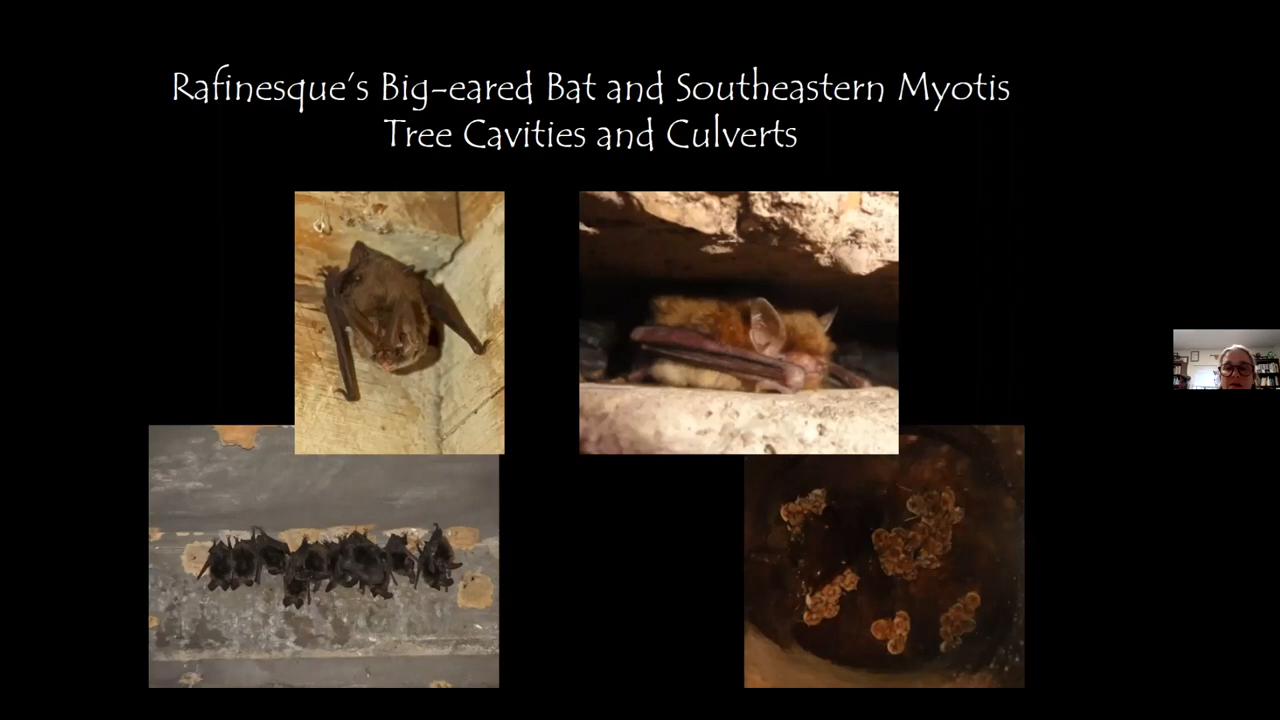 Rafinesque's Big-eared Bat and Southeastern Myotis
Tree Cavities and Culverts